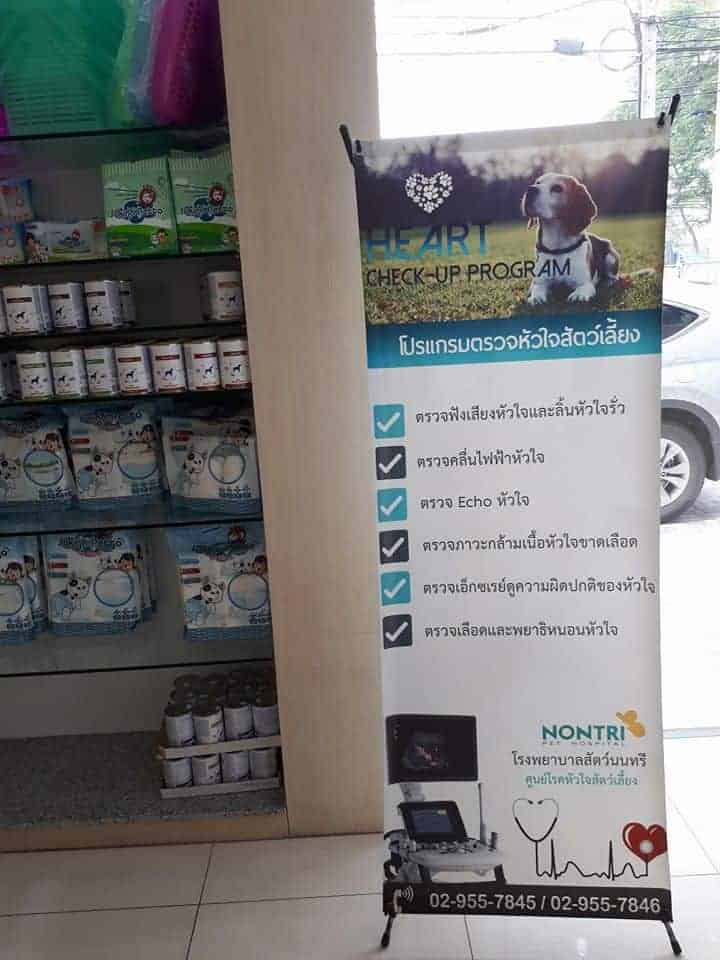 HEART
CHECK-UP PROGRAM
โปรแกรมตรวจหัวใจสัตว์เลี้ยง
ตรวจฟังเสียงหัวใจและลิ้นหัวใจรั่ว
ตรวจคลื่นไฟฟ้าหัวใจ
ตรวจ Echo หัวใจ
ตรวจภาวะกล้ามเนื้อหัวใจขาดเลือด
ตรวจเอ็กซเรย์ดูความผิดปกติของหัวใจ
ตรวจเลือดและพยาธิหนอนหัวใจ
NONTRI
PET HOSPITAL
โรงพยาบาลสัตว์นนทรี
ศูนย์โรคหัวใจสัตว์เลี้ยง
02-955-7845 / 02-955-7846